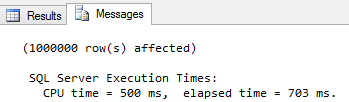 Results Messages
(1000000 row(s) affected)
SQL Server Execution Times:
CPU time = 500 ms,  elapsed time = 703 ms.